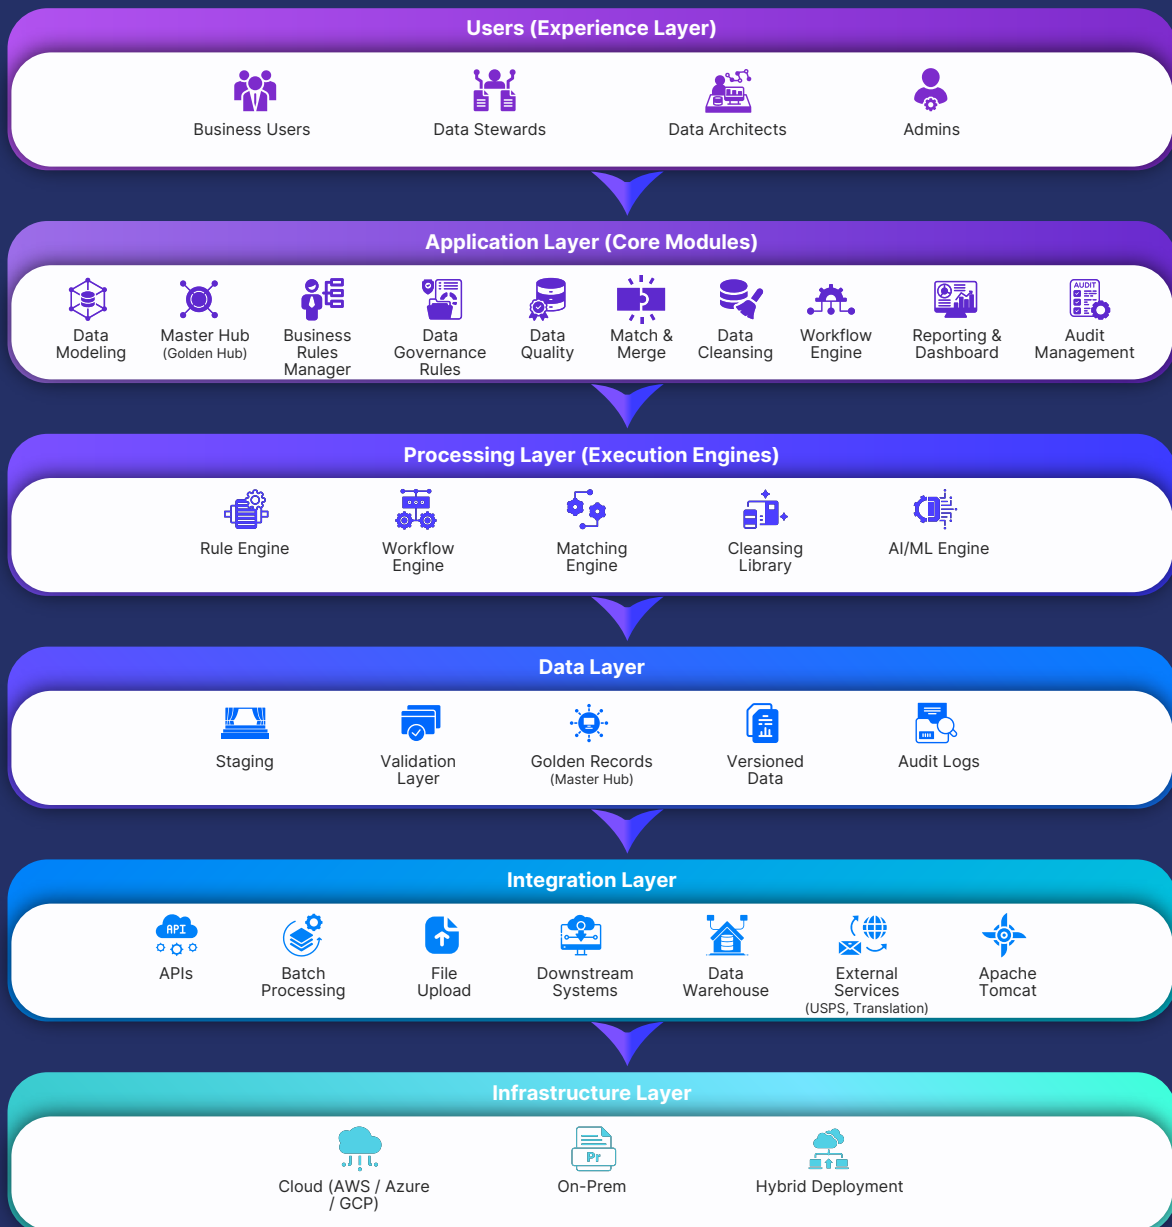 Users (Experience Layer)
Business Users
Data Stewards
Data Architects
Admins
Application Layer (Core Modules)
Data
Modeling
Master Hub
(Golden Hub)
Business
Rules
Manager
Data
Governance
Rules
Data
Quality
Match &
Merge
Data
Cleansing
Workflow
Engine
Reporting &
Dashboard
AUDIT
Audit
Management
Processing Layer (Execution Engines)
Rule Engine
Workflow
Engine
Matching
Engine
Cleansing
Library
AI/ML Engine
Data Layer
Staging
Validation
Layer
Golden Records
(Master Hub)
Versioned
Data
Audit Logs
Integration Layer
API
APIs
Batch
Processing
File
Upload
Downstream
Systems
Data
Warehouse
External
Services
(USPS, Translation)
Apache
Tomcat
Infrastructure Layer
Cloud (AWS / Azure
/ GCP)
Pr
On-Prem
Hybrid Deployment